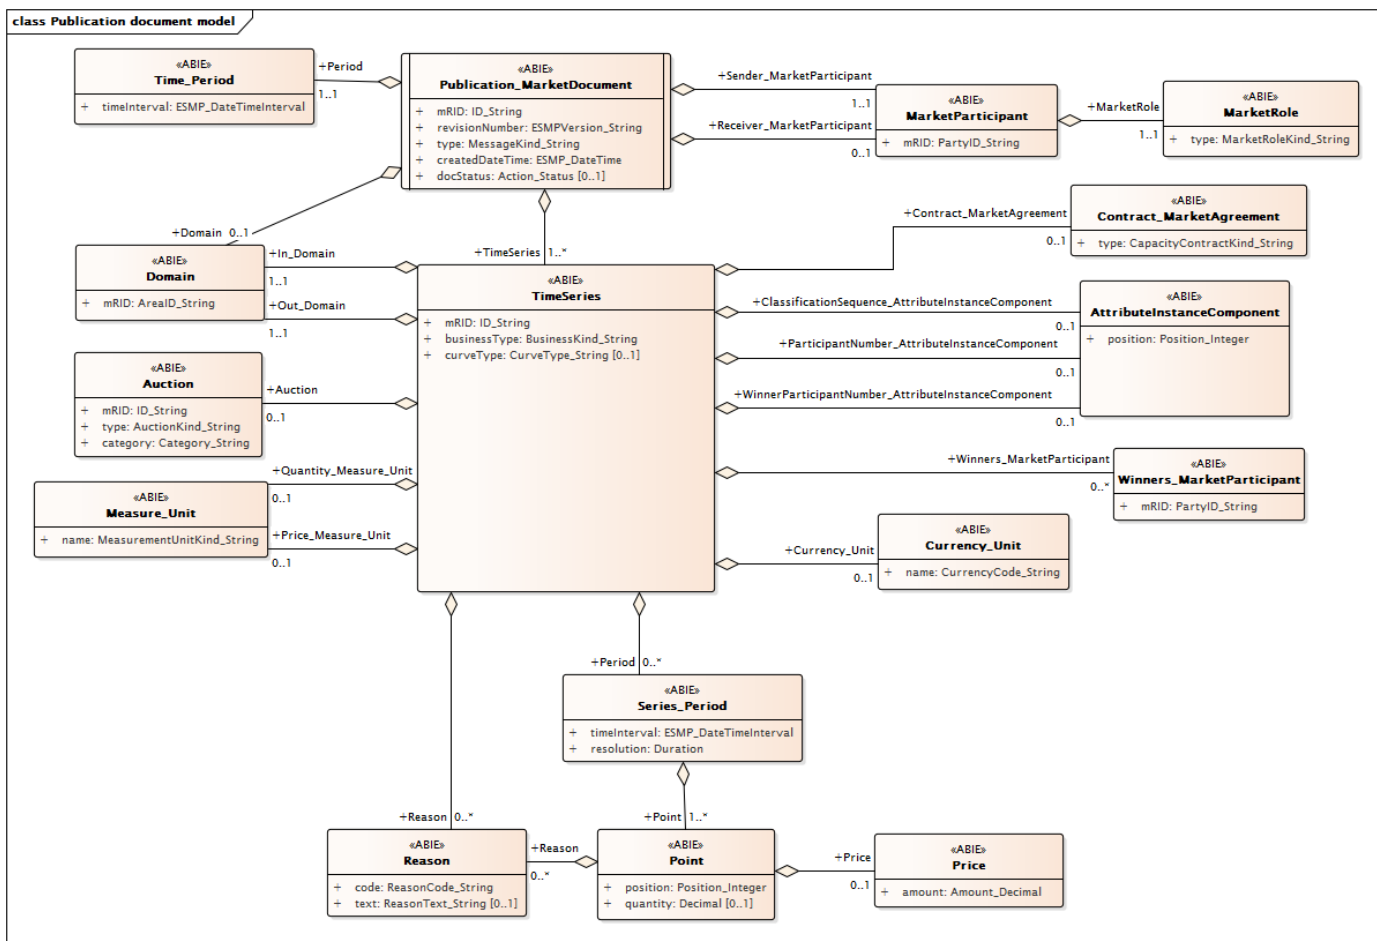 class Publication document model
«ABIE»
Time_Period
+ timeInterval: ESMP_DateTimeInterval
+Period
1..1
«ABIE»
Publication_MarketDocument
+ mRID: ID_String
+ revisionNumber: ESMPVersion_String
+ type: MessageKind_String
+ createdDateTime: ESMP_DateTime
+ docStatus: Action_Status [0..1]
+Sender_MarketParticipant
1..1
+Receiver_MarketParticipant
0..1
«ABIE»
MarketParticipant
+ mRID: PartyID_String
+MarketRole
1..1
«ABIE»
MarketRole
+ type: MarketRoleKind_String
+Domain 0..1
«ABIE»
Domain
+ mRID: AreaID_String
+In_Domain
1..1
+Out_Domain
1..1
+TimeSeries 1..*
«ABIE»
TimeSeries
+ mRID: ID_String
+ businessType: BusinessKind_String
+ curveType: CurveType_String [0..1]
+Contract_MarketAgreement
0..1
«ABIE»
Contract_MarketAgreement
+ type: CapacityContractKind_String
+ClassificationSequence_AttributeInstanceComponent
0..1
+ParticipantNumber_AttributeInstanceComponent
0..1
+WinnerParticipantNumber_AttributeInstanceComponent
0..1
«ABIE»
AttributeInstanceComponent
+ position: Position_Integer
«ABIE»
Auction
+ mRID: ID_String
+ type: AuctionKind_String
+ category: Category_String
+Auction
0..1
+Quantity_Measure_Unit
0..1
«ABIE»
Measure_Unit
+ name: MeasurementUnitKind_String
+Price_Measure_Unit
0..1
+Winners_MarketParticipant
0..*
«ABIE»
Winners_MarketParticipant
+ mRID: PartyID_String
+Currency_Unit
0..1
«ABIE»
Currency_Unit
+ name: CurrencyCode_String
+Period 0..*
«ABIE»
Series_Period
+ timeInterval: ESMP_DateTimeInterval
+ resolution: Duration
+Reason 0..*
«ABIE»
Reason
+ code: ReasonCode_String
+ text: ReasonText_String [0..1]
+Reason
0..*
+Point 1..*
«ABIE»
Point
+ position: Position_Integer
+ quantity: Decimal [0..1]
+Price
0..1
«ABIE»
Price
+ amount: Amount_Decimal